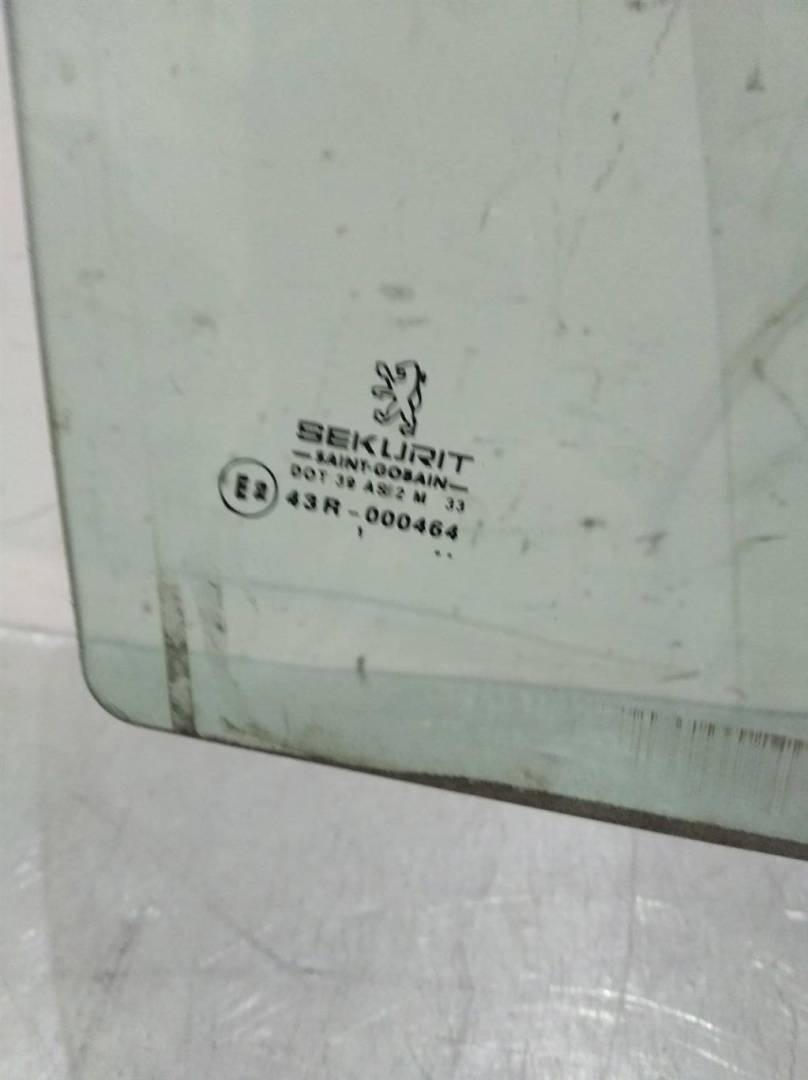 SEKURIT
SAINT-GOBAIN
DOT 39 AS2 M 33
E2 43R-000464